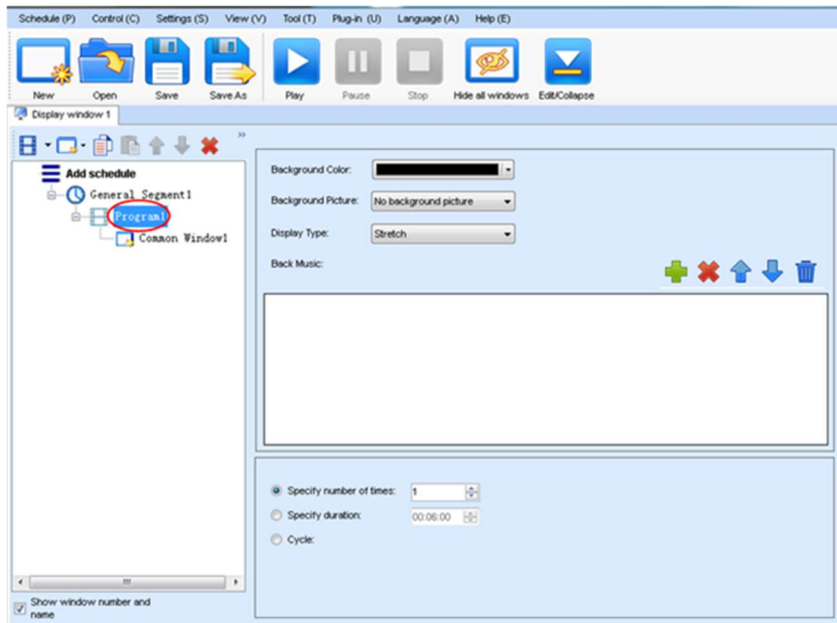 Schedule (P) Control (C) Settings (S) View (V) Tool (T) Plug-in (U) Language (A) Help (E)
New Open Save Save As Play Pause Stop Hide all windows Edit/Collapse
Display window 1
Add schedule
General Segment1
Program1
Common Window1
Background Color:
Background Picture: No background picture
Display Type: Stretch
Back Music:
Specify number of times: 1
Specify duration: 00:06:00
Cycle:
Show window number and
name